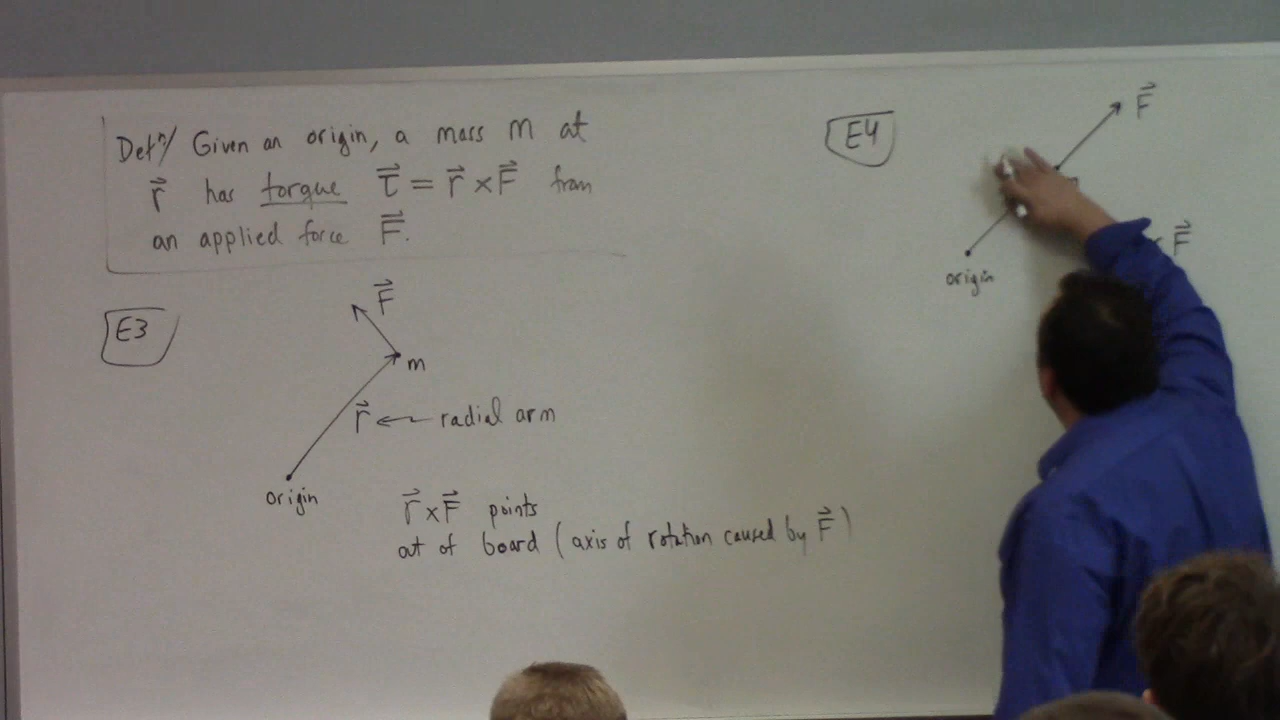 Def'n/ Given an origin, a mass m at
r⃗ has torque τ⃗ = r⃗ × F⃗ from
an applied force F⃗.
E3
F⃗
m
r⃗ ← radial arm
origin
r⃗ × F⃗ points
out of board (axis of rotation caused by F⃗)
E4
F⃗
F⃗
origin